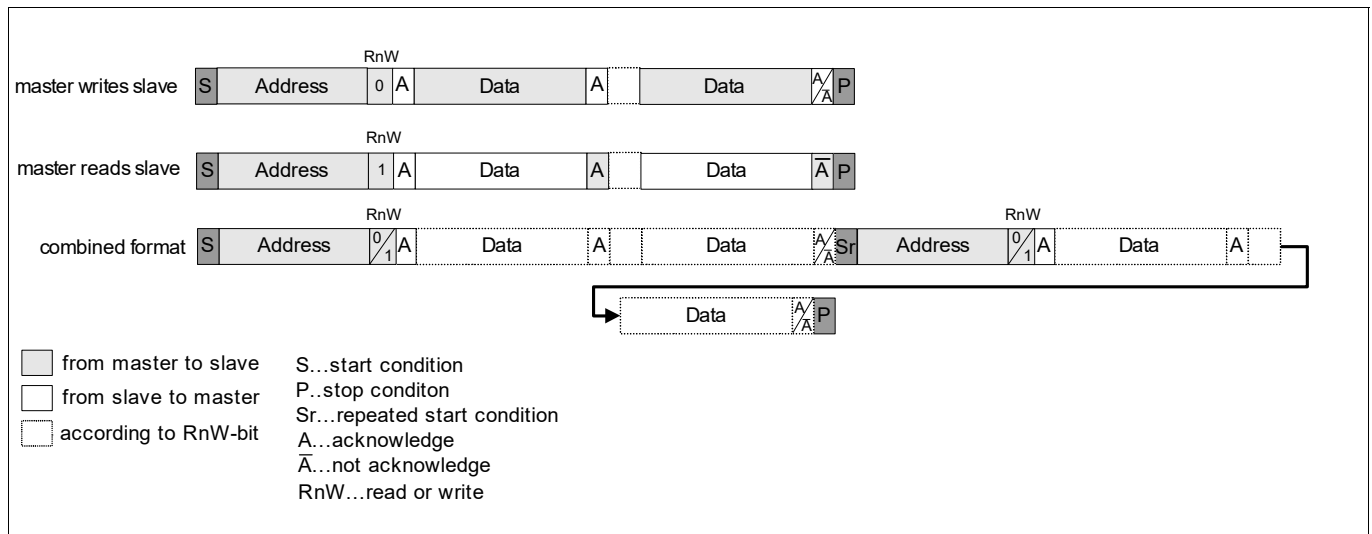 RnW
master writes slave S Address 0 A Data A Data A/A̅ P
RnW
master reads slave S Address 1 A Data A Data A̅ P
RnW RnW
combined format S Address 0/1 A Data A Data A/A̅ Sr Address 0/1 A Data A
Data A/A̅ P
from master to slave
from slave to master
according to RnW-bit
S...start condition
P..stop conditon
Sr...repeated start condition
A...acknowledge
A̅...not acknowledge
RnW...read or write